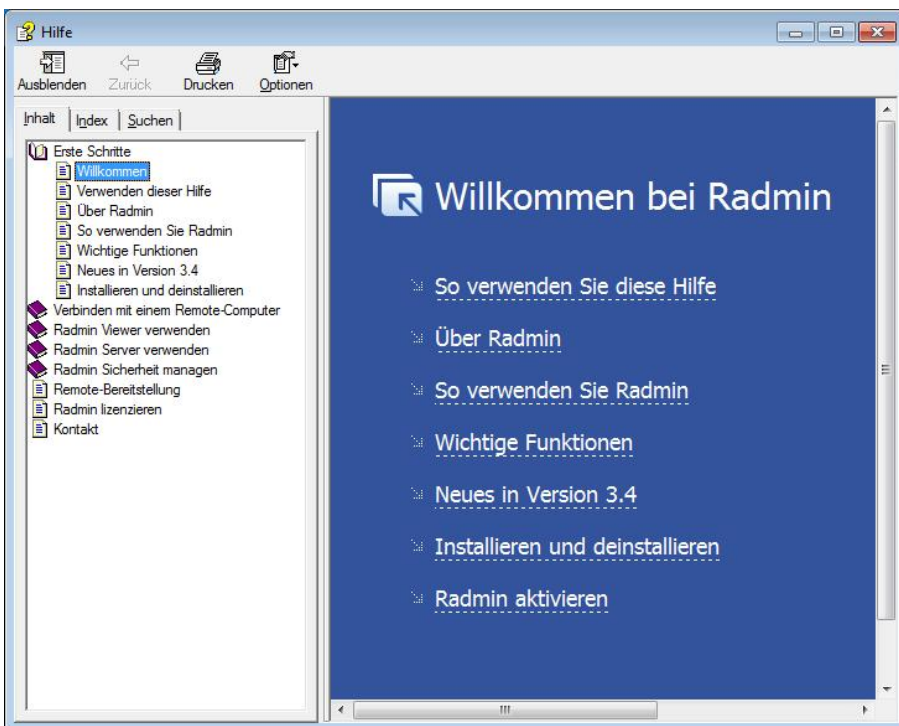 Hilfe
Ausblenden Zurück Drucken Optionen
Inhalt Index Suchen
Erste Schritte
Willkommen
Verwenden dieser Hilfe
Über Radmin
So verwenden Sie Radmin
Wichtige Funktionen
Neues in Version 3.4
Installieren und deinstallieren
Verbinden mit einem Remote-Computer
Radmin Viewer verwenden
Radmin Server verwenden
Radmin Sicherheit managen
Remote-Bereitstellung
Radmin lizenzieren
Kontakt
Willkommen bei Radmin
So verwenden Sie diese Hilfe
Über Radmin
So verwenden Sie Radmin
Wichtige Funktionen
Neues in Version 3.4
Installieren und deinstallieren
Radmin aktivieren